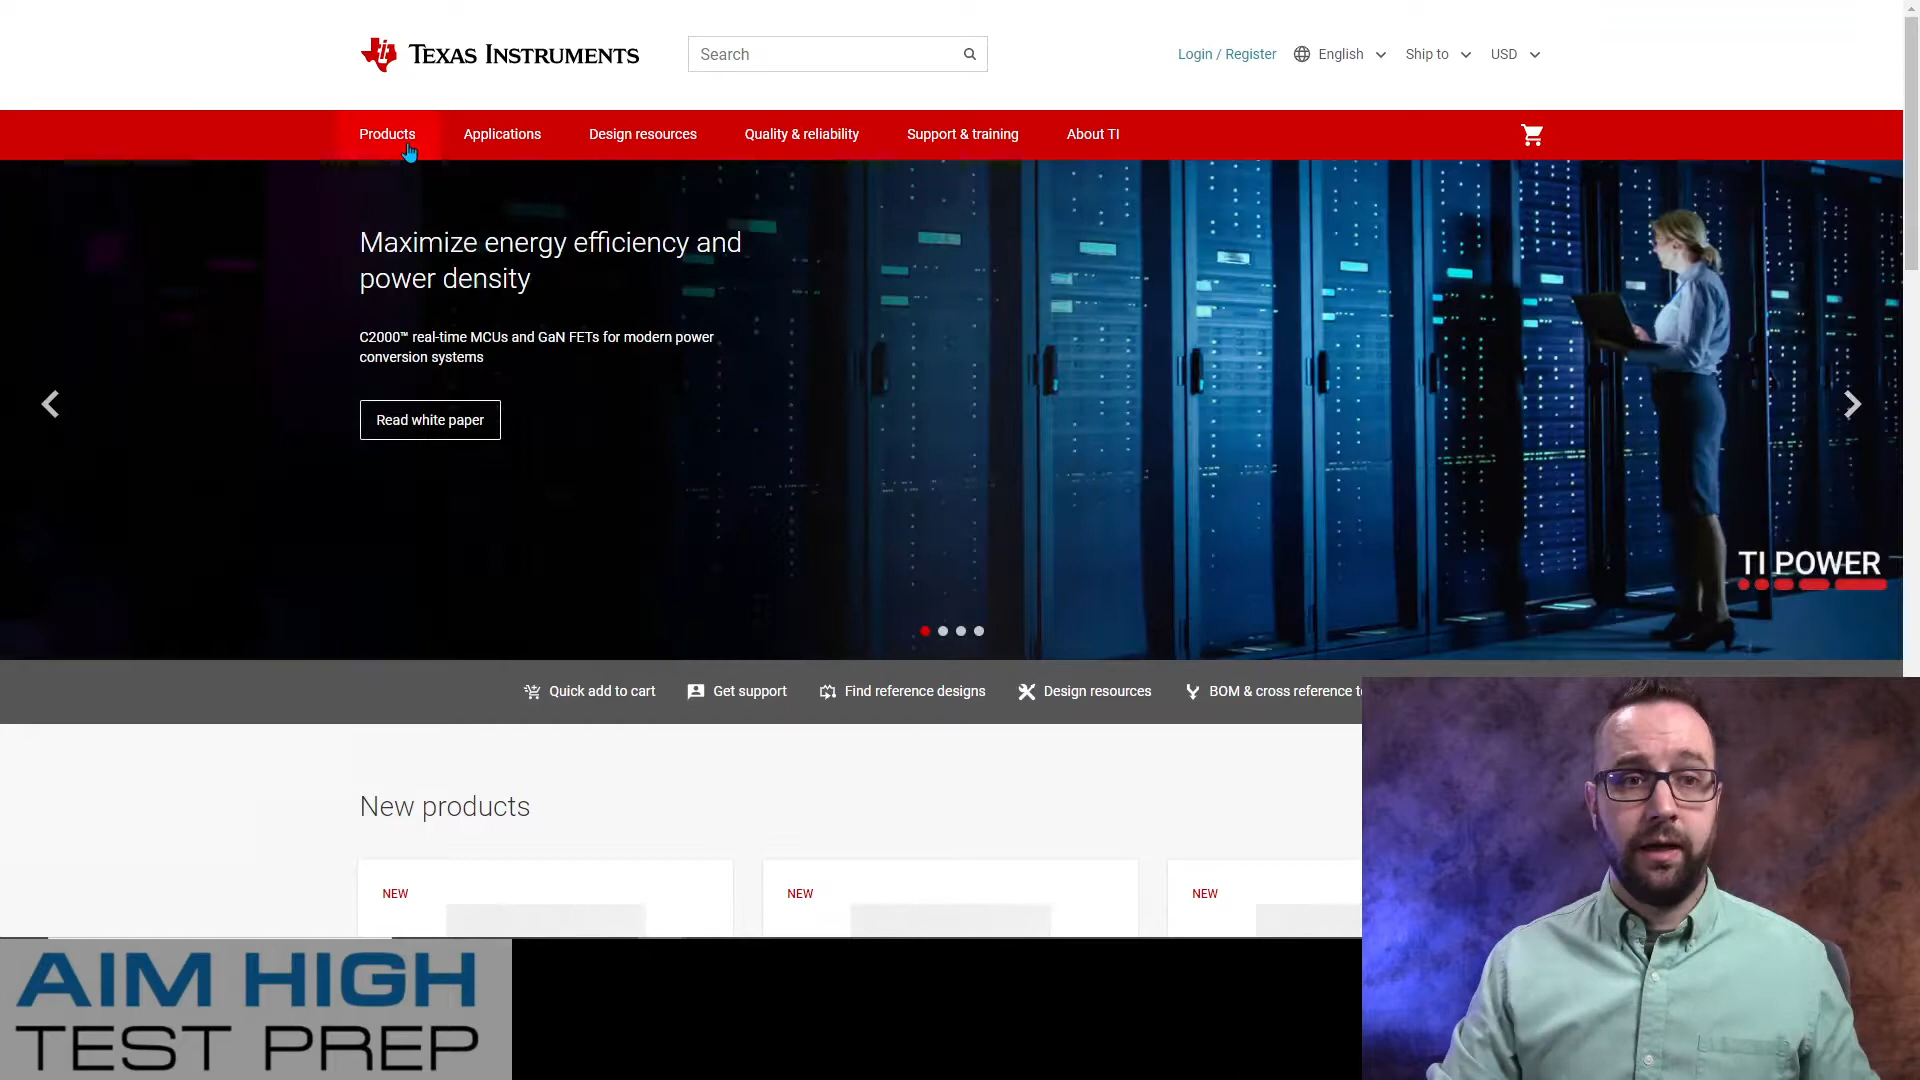 TEXAS INSTRUMENTS
Search
Login / Register
English
Ship to
USD
Products
Applications
Design resources
Quality & reliability
Support & training
About TI
Maximize energy efficiency and
power density
C2000™ real-time MCUs and GaN FETs for modern power
conversion systems
Read white paper
TI POWER
Quick add to cart
Get support
Find reference designs
Design resources
BOM & cross reference
New products
NEW
NEW
NEW
AIM HIGH
TEST PREP